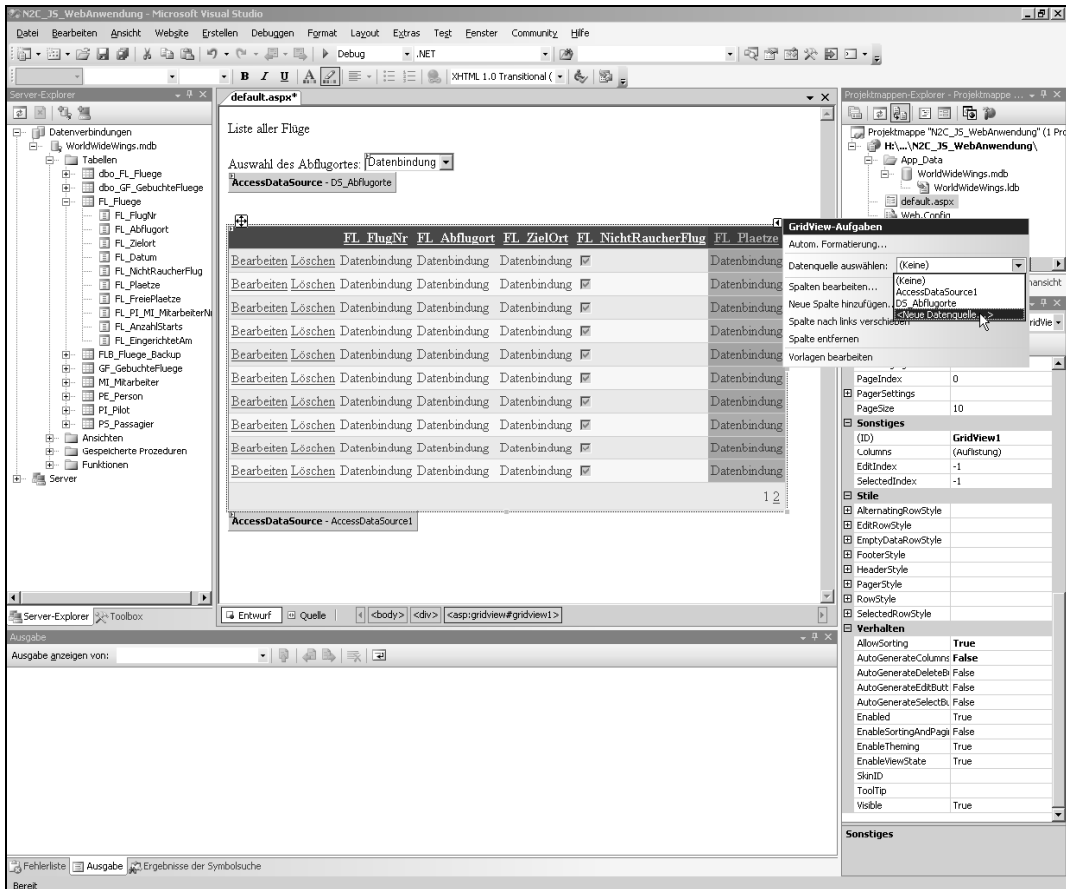 N2C_JS_WebAnwendung - Microsoft Visual Studio
Datei Bearbeiten Ansicht Website Erstellen Debuggen Format Layout Extras Test Fenster Community Hilfe
Debug .NET
B I U A XHTML 1.0 Transitional (
Server-Explorer
Datenverbindungen
WorldWideWings.mdb
Tabellen
dbo_FL_Fluege
dbo_GF_GebuchteFluege
FL_Fluege
FL_FlugNr
FL_Abflugort
FL_Zielort
FL_Datum
FL_NichtRaucherFlug
FL_Plaetze
FL_FreiePlaetze
FL_PI_MI_MitarbeiterN
FL_AnzahlStarts
FL_EingerichtetAm
FLB_Fluege_Backup
GF_GebuchteFluege
MI_Mitarbeiter
PE_Person
PI_Pilot
PS_Passagier
Ansichten
Gespeicherte Prozeduren
Funktionen
Server
Server-Explorer Toolbox
default.aspx*
Liste aller Flüge
Auswahl des Abflugortes: Datenbindung
AccessDataSource - DS_Abflugorte
FL_FlugNr FL_Abflugort FL_ZielOrt FL_NichtRaucherFlug FL_Plaetze
Bearbeiten Löschen Datenbindung Datenbindung Datenbindung Datenbindung
Bearbeiten Löschen Datenbindung Datenbindung Datenbindung Datenbindung
Bearbeiten Löschen Datenbindung Datenbindung Datenbindung Datenbindung
Bearbeiten Löschen Datenbindung Datenbindung Datenbindung Datenbindung
Bearbeiten Löschen Datenbindung Datenbindung Datenbindung Datenbindung
Bearbeiten Löschen Datenbindung Datenbindung Datenbindung Datenbindung
Bearbeiten Löschen Datenbindung Datenbindung Datenbindung Datenbindung
Bearbeiten Löschen Datenbindung Datenbindung Datenbindung Datenbindung
Bearbeiten Löschen Datenbindung Datenbindung Datenbindung Datenbindung
Bearbeiten Löschen Datenbindung Datenbindung Datenbindung Datenbindung
1 2
AccessDataSource - AccessDataSource1
Entwurf Quelle <body> <div> <asp:gridview#gridview1>
GridView-Aufgaben
Autom. Formatierung...
Datenquelle auswählen: (Keine)
(Keine)
AccessDataSource1
DS_Abflugorte
<Neue Datenquelle...>
Spalten bearbeiten...
Neue Spalte hinzufügen..
Spalte nach links verschieben
Spalte entfernen
Vorlagen bearbeiten
Projektmappen-Explorer - Projektmappe ...
Projektmappe "N2C_JS_WebAnwendung" (1 Pro
H:\...\N2C_JS_WebAnwendung\
App_Data
WorldWideWings.mdb
WorldWideWings.ldb
default.aspx
Web.Config
nansicht
ridVie
PageIndex 0
PagerSettings
PageSize 10
Sonstiges
(ID) GridView1
Columns (Auflistung)
EditIndex -1
SelectedIndex -1
Stile
AlternatingRowStyle
EditRowStyle
EmptyDataRowStyle
FooterStyle
HeaderStyle
PagerStyle
RowStyle
SelectedRowStyle
Verhalten
AllowSorting True
AutoGenerateColumns False
AutoGenerateDeleteB False
AutoGenerateEditButt False
AutoGenerateSelectBu False
Enabled True
EnableSortingAndPagi False
EnableTheming True
EnableViewState True
SkinID
ToolTip
Visible True
Sonstiges
Ausgabe
Ausgabe anzeigen von:
Fehlerliste Ausgabe Ergebnisse der Symbolsuche
Bereit